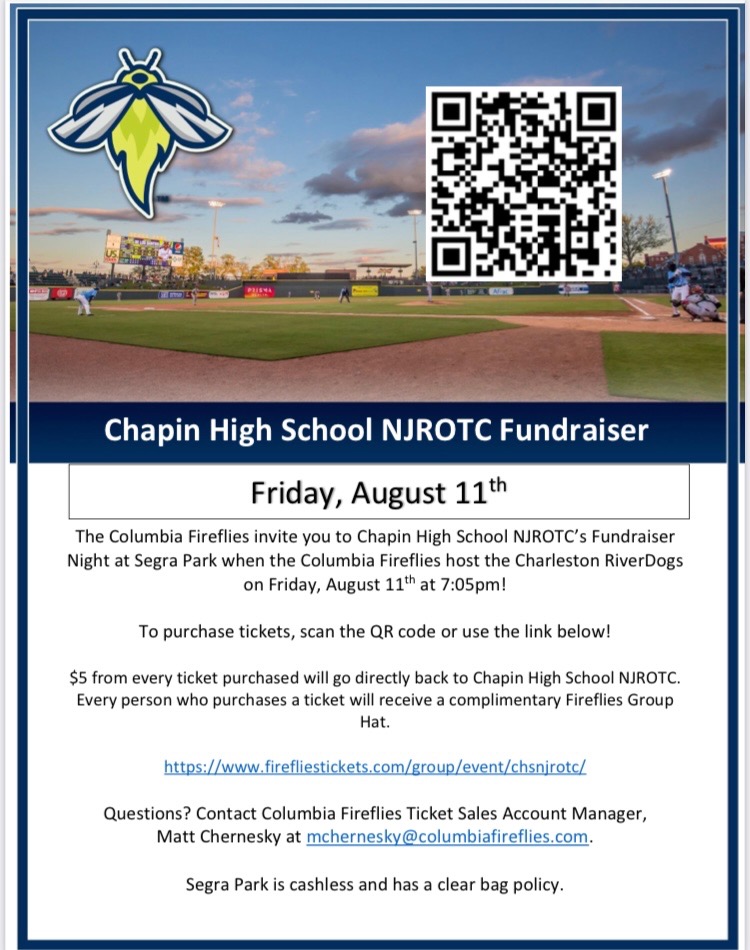 Chapin High School NJROTC Fundraiser
Friday, August 11th
The Columbia Fireflies invite you to Chapin High School NJROTC’s Fundraiser
Night at Segra Park when the Columbia Fireflies host the Charleston RiverDogs
on Friday, August 11th at 7:05pm!
To purchase tickets, scan the QR code or use the link below!
$5 from every ticket purchased will go directly back to Chapin High School NJROTC.
Every person who purchases a ticket will receive a complimentary Fireflies Group
Hat.
https://www.firefliestickets.com/group/event/chsnjrotc/
Questions? Contact Columbia Fireflies Ticket Sales Account Manager,
Matt Chernesky at mchernesky@columbiafireflies.com.
Segra Park is cashless and has a clear bag policy.